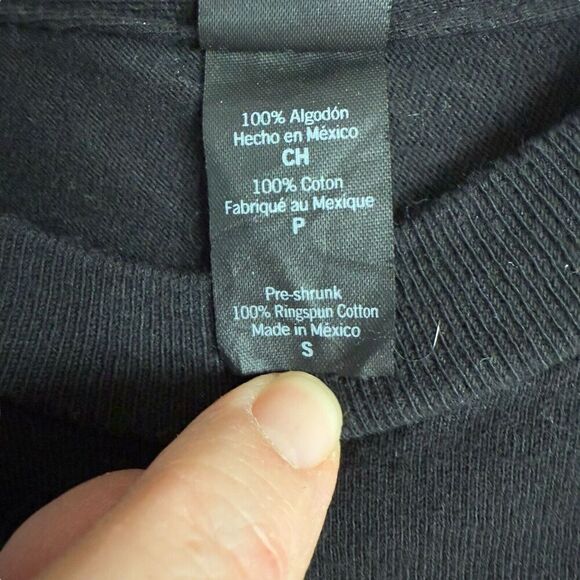 100% Algodón
Hecho en México
CH
100% Coton
Fabriqué au Mexique
P
Pre-shrunk
100% Ringspun Cotton
Made in México
S